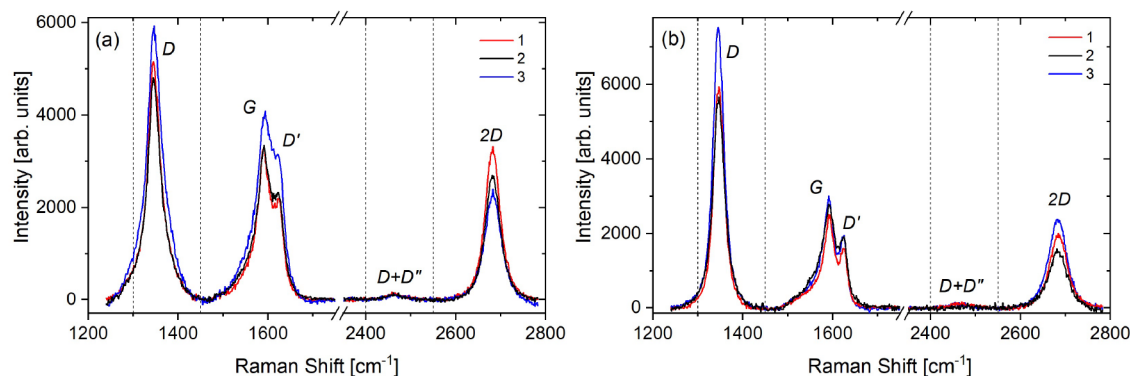 (a)
D
G
D'
D+D"
2D
1
2
3
6000
4000
2000
0
1200
1400
1600
2400
2600
2800
Intensity [arb. units]
Raman Shift [cm-1]
(b)
D
G
D'
D+D"
2D
1
2
3
6000
4000
2000
0
1200
1400
1600
2400
2600
2800
Intensity [arb. units]
Raman Shift [cm-1]